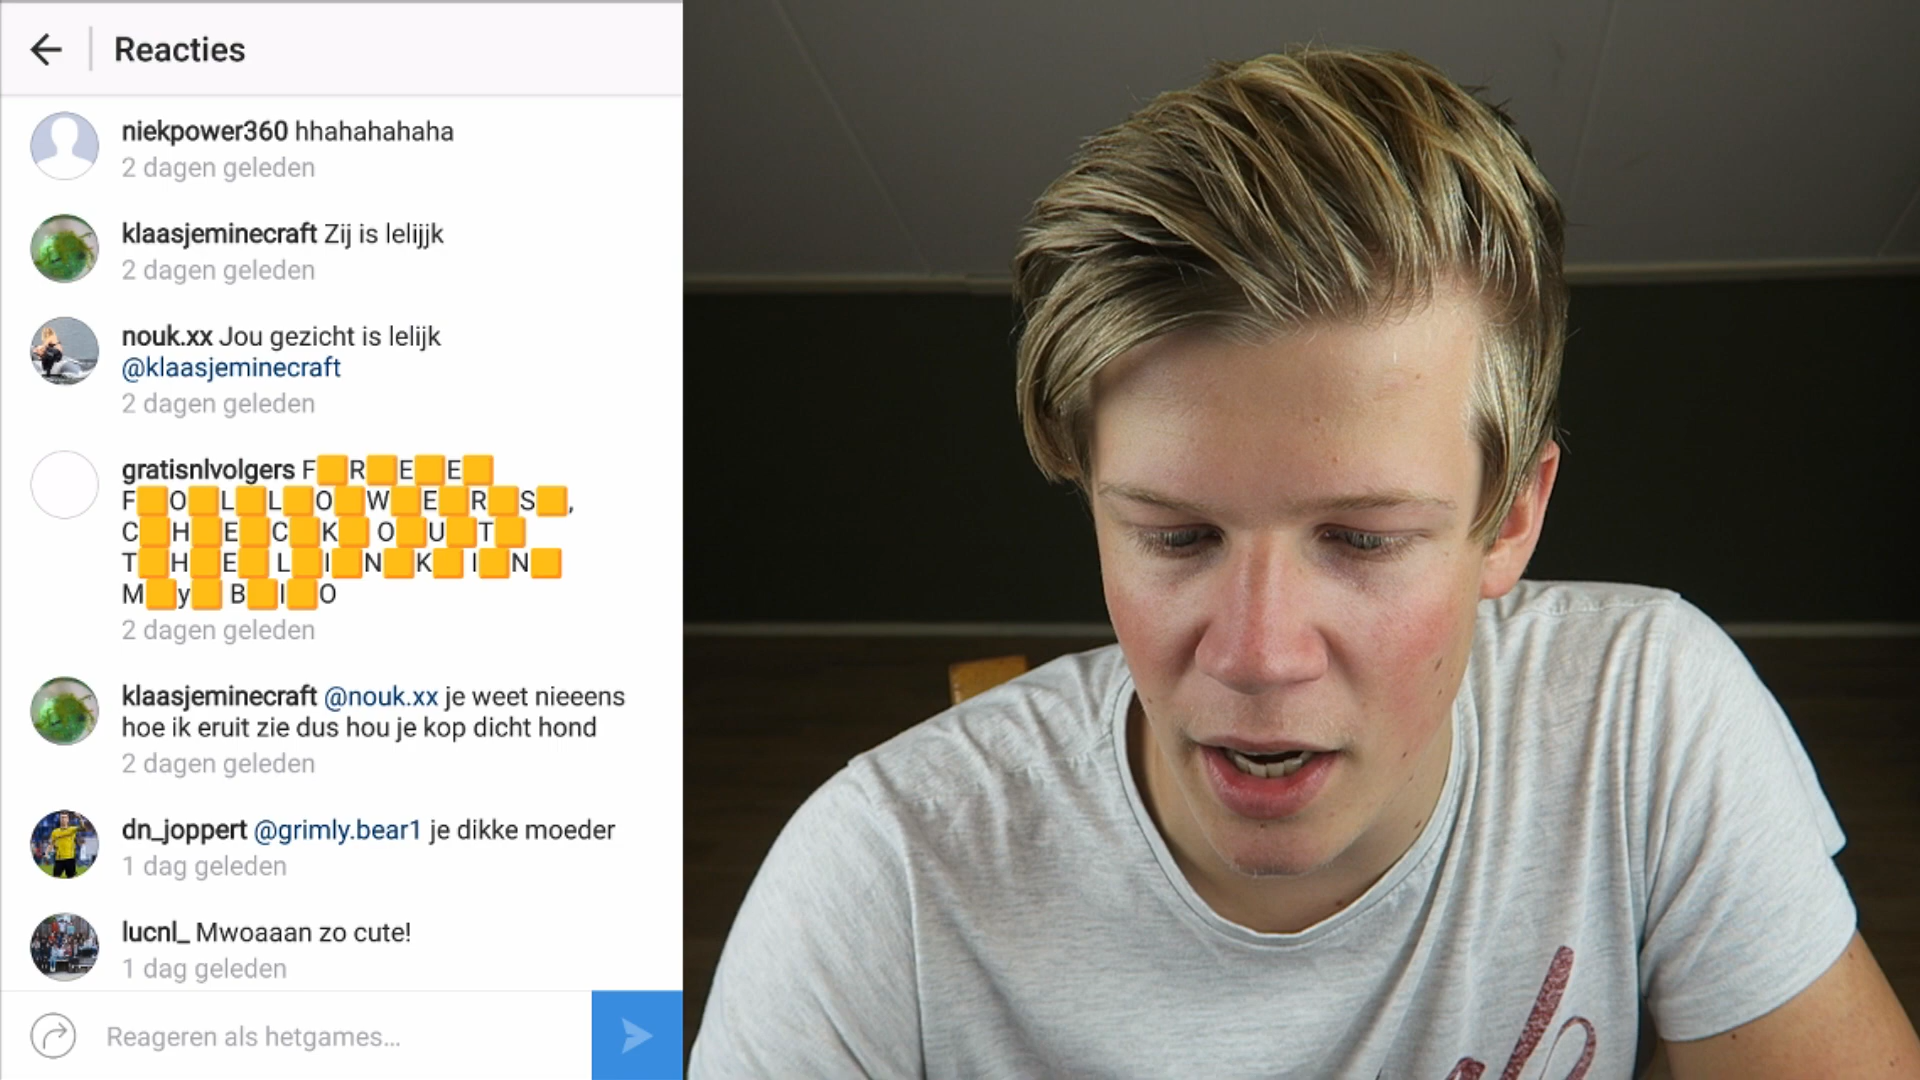 Reacties
niekpower360 hhahahahaha
2 dagen geleden
klaasjeminecraft Zij is lelijjk
2 dagen geleden
nouk.xx Jou gezicht is lelijk
@klaasjeminecraft
2 dagen geleden
gratisnlvolgers F🟧R🟧E🟧E🟧
F🟧O🟧L🟧L🟧O🟧W🟧E🟧R🟧S🟧,
C🟧H🟧E🟧C🟧K🟧 O🟧U🟧T🟧
T🟧H🟧E🟧 L🟧I🟧N🟧K🟧 I🟧N🟧
M🟧y🟧 B🟧I🟧O
2 dagen geleden
klaasjeminecraft @nouk.xx je weet nieeens
hoe ik eruit zie dus hou je kop dicht hond
2 dagen geleden
dn_joppert @grimly.bear1 je dikke moeder
1 dag geleden
lucnl_ Mwoaaan zo cute!
1 dag geleden
Reageren als hetgames...